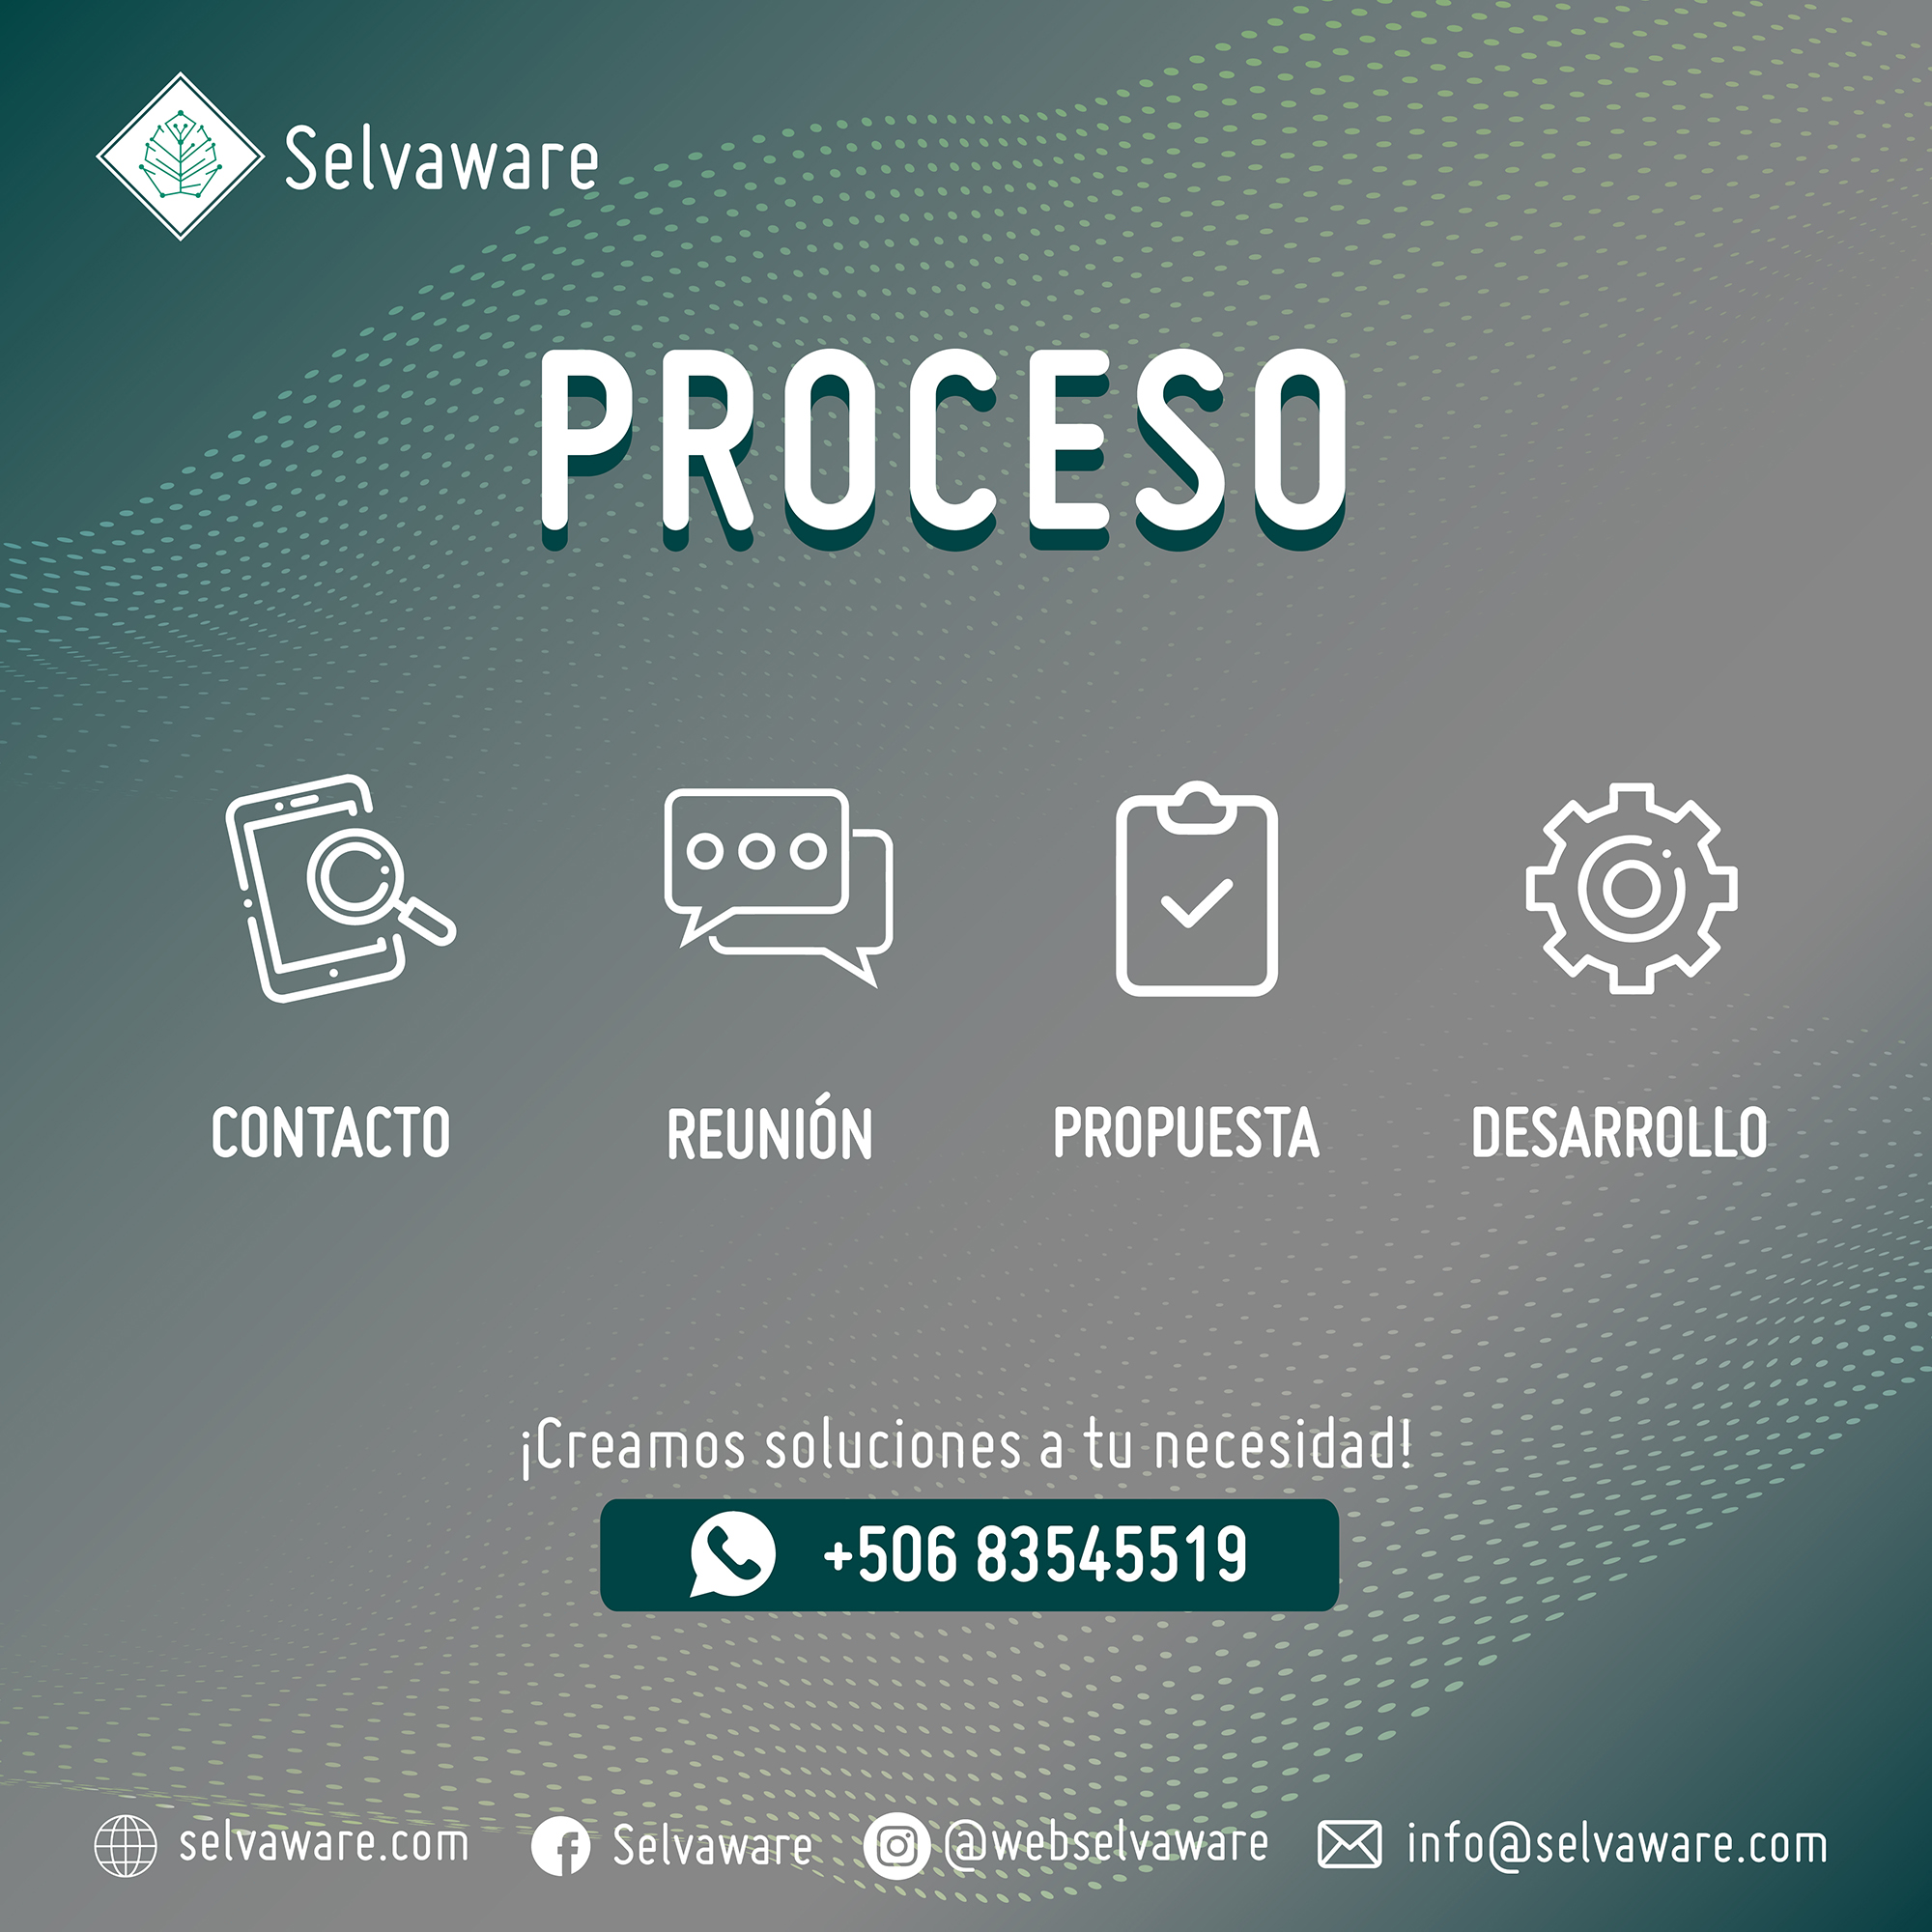 Selvaware
PROCESO
CONTACTO
REUNIÓN
PROPUESTA
DESARROLLO
¡Creamos soluciones a tu necesidad!
+506 83545519
selvaware.com
Selvaware
@webselvaware
info@selvaware.com